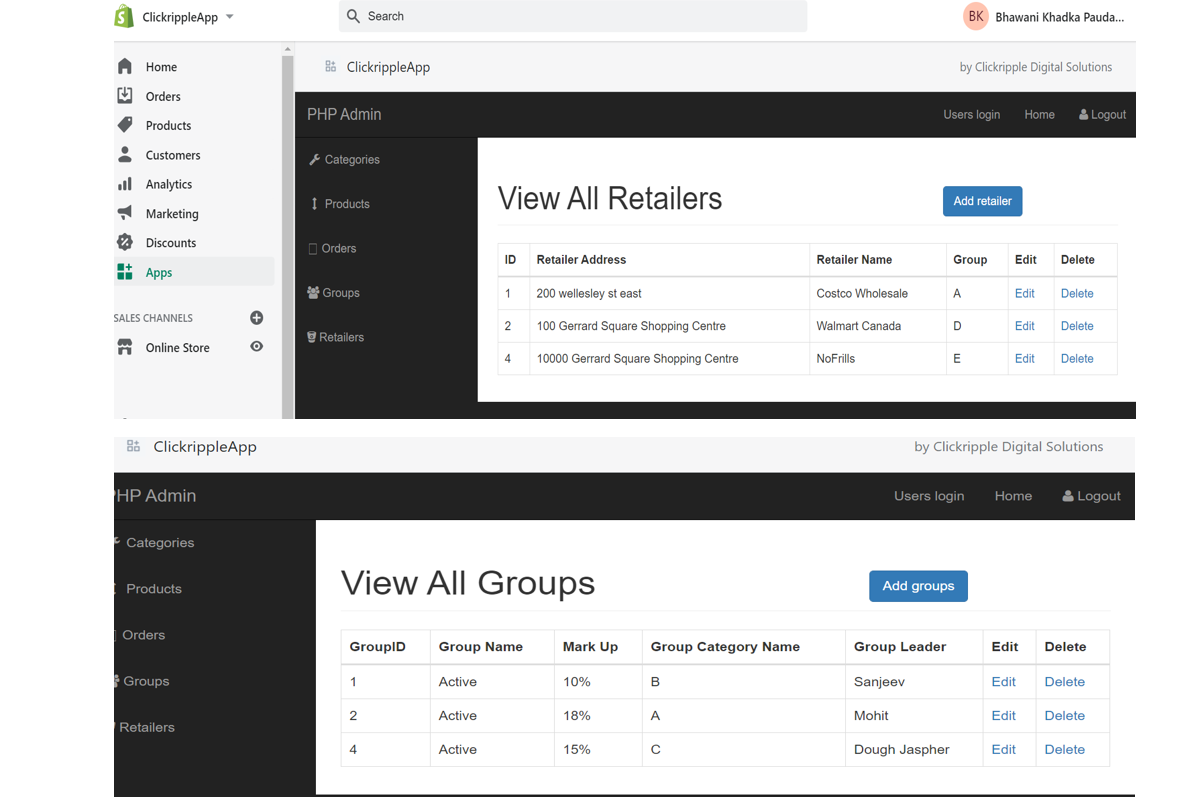 ClickrippleApp Search BK Bhawani Khadka Pauda...
Home
Orders
Products
Customers
Analytics
Marketing
Discounts
Apps
SALES CHANNELS
Online Store
ClickrippleApp by Clickripple Digital Solutions
PHP Admin Users login Home Logout
Categories
Products
Orders
Groups
Retailers
View All Retailers Add retailer
ID Retailer Address Retailer Name Group Edit Delete
1 200 wellesley st east Costco Wholesale A Edit Delete
2 100 Gerrard Square Shopping Centre Walmart Canada D Edit Delete
4 10000 Gerrard Square Shopping Centre NoFrills E Edit Delete
ClickrippleApp by Clickripple Digital Solutions
PHP Admin Users login Home Logout
Categories
Products
Orders
Groups
Retailers
View All Groups Add groups
GroupID Group Name Mark Up Group Category Name Group Leader Edit Delete
1 Active 10% B Sanjeev Edit Delete
2 Active 18% A Mohit Edit Delete
4 Active 15% C Dough Jaspher Edit Delete